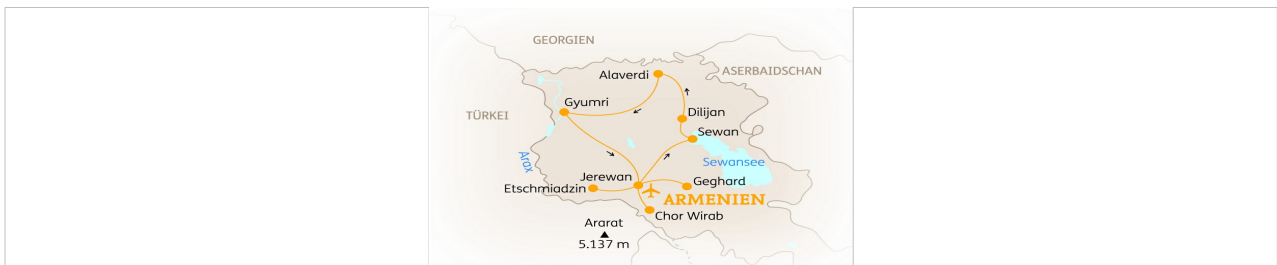 GEORGIEN
Alaverdi
ASERBAIDSCHAN
Gyumri
TÜRKEI
Dilijan
Sewan
Arax
Sewansee
Jerewan
Geghard
Etschmiadzin
ARMENIEN
Chor Wirab
Ararat
5.137 m